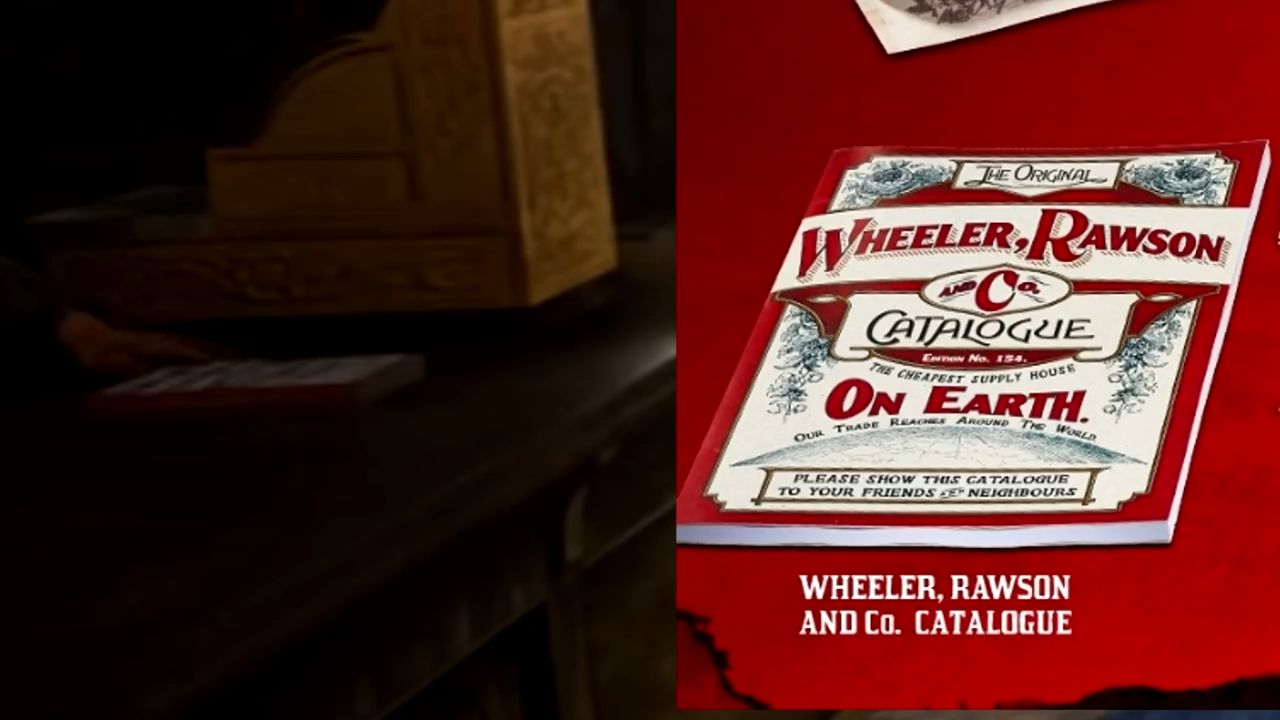 The Original
Wheeler, Rawson
and Co.
Catalogue
Edition No. 154.
The Cheapest Supply House
On Earth.
Our Trade Reaches Around The World
Please show this catalogue
to your friends and neighbours
WHEELER, RAWSON
AND Co. CATALOGUE